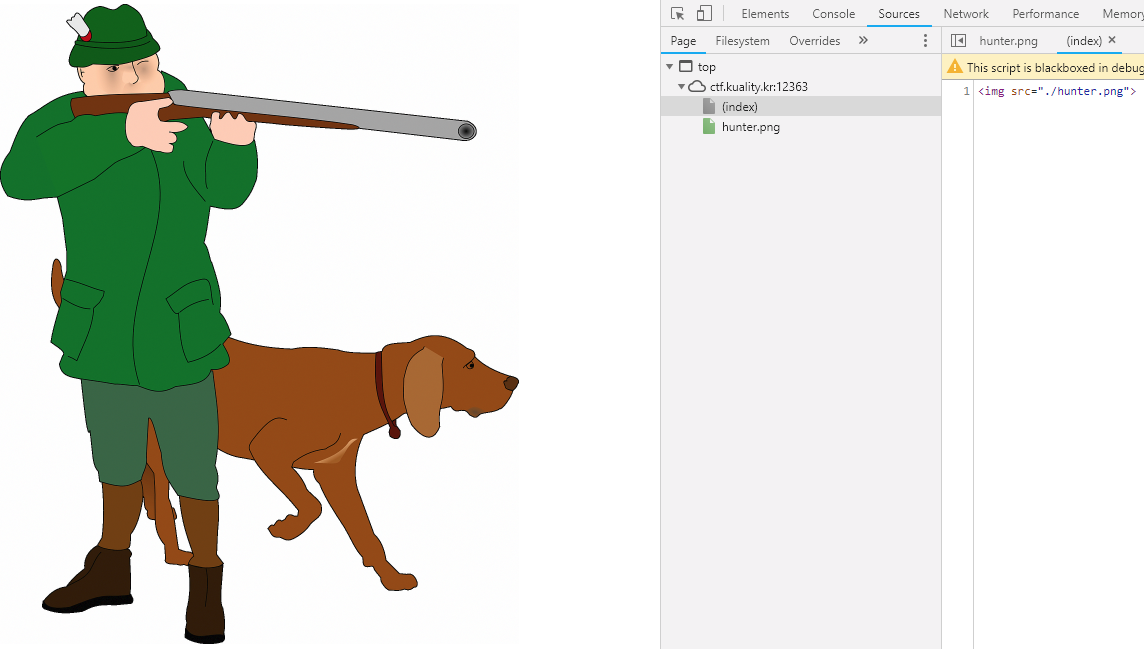 Elements Console Sources Network Performance Memory
Page Filesystem Overrides » hunter.png (index) ×
This script is blackboxed in debug
top
ctf.kuality.kr:12363
1 <img src="./hunter.png">
(index)
hunter.png